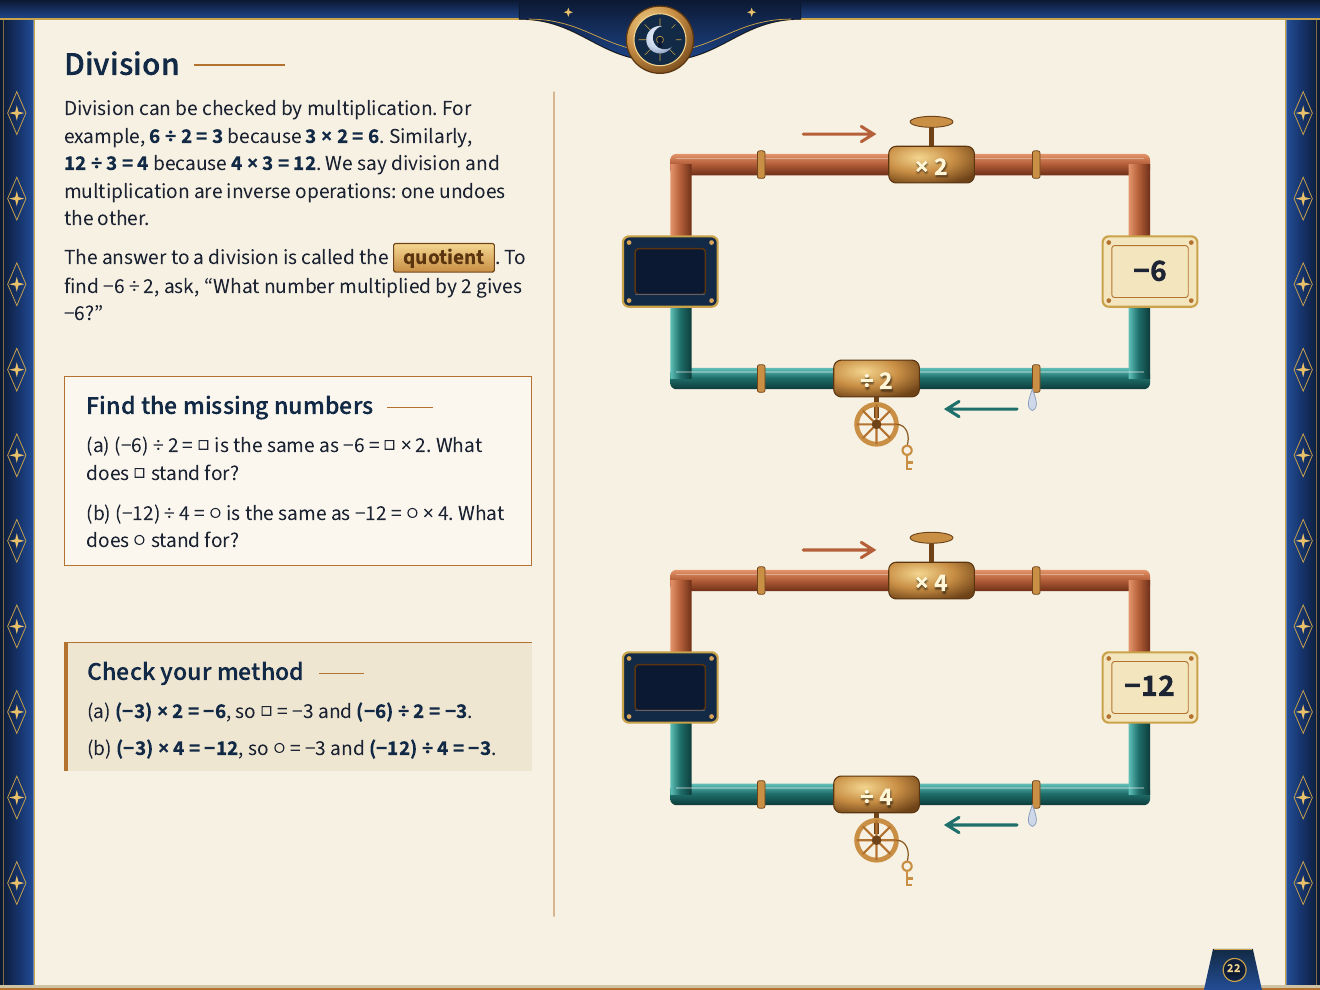 Division
Division can be checked by multiplication. For
example, 6 ÷ 2 = 3 because 3 × 2 = 6. Similarly,
12 ÷ 3 = 4 because 4 × 3 = 12. We say division and
multiplication are inverse operations: one undoes
the other.
The answer to a division is called the quotient. To
find −6 ÷ 2, ask, “What number multiplied by 2 gives
−6?”
Find the missing numbers
(a) (−6) ÷ 2 = □ is the same as −6 = □ × 2. What
does □ stand for?
(b) (−12) ÷ 4 = ○ is the same as −12 = ○ × 4. What
does ○ stand for?
Check your method
(a) (−3) × 2 = −6, so □ = −3 and (−6) ÷ 2 = −3.
(b) (−3) × 4 = −12, so ○ = −3 and (−12) ÷ 4 = −3.
× 2
−6
÷ 2
× 4
−12
÷ 4
22